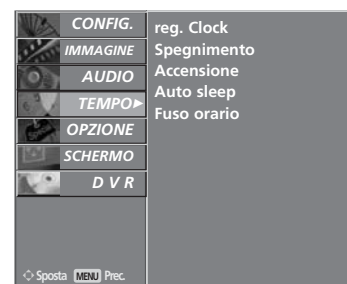 CONFIG.
IMMAGINE
AUDIO
TEMPO
OPZIONE
SCHERMO
D V R
reg. Clock
Spegnimento
Accensione
Auto sleep
Fuso orario
Sposta MENU Prec.